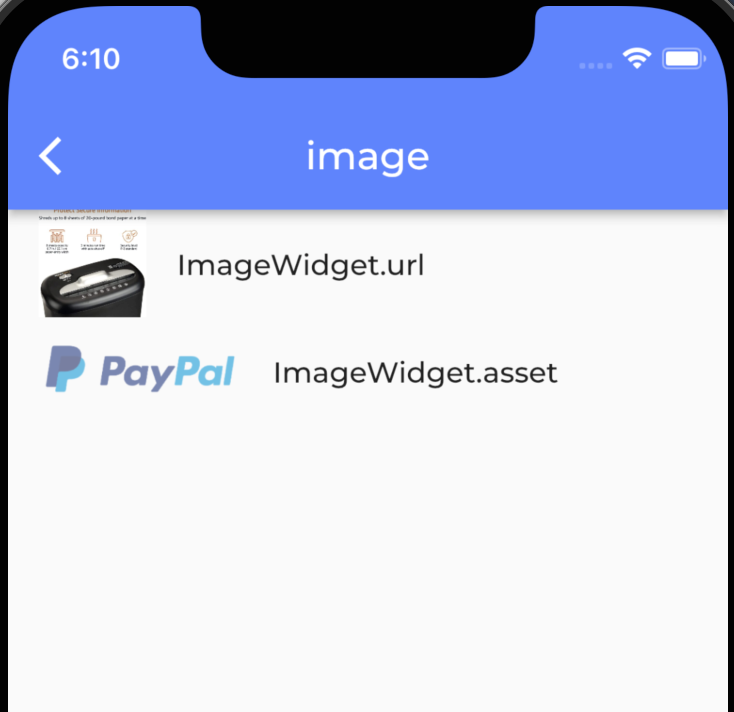 6:10
image
Protect Secure Information
Shreds up to 8 sheets of 20-pound bond paper at a time
ImageWidget.url
PayPal
ImageWidget.asset